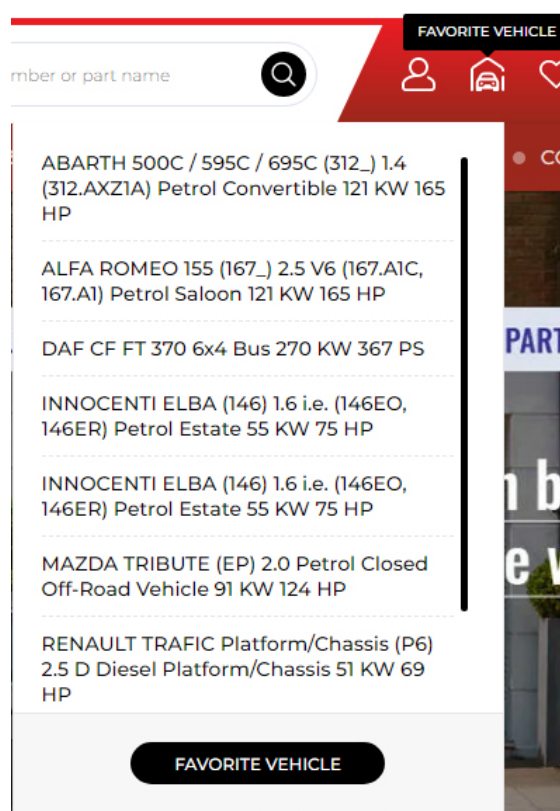 FAVORITE VEHICLE
mber or part name
CO
ABARTH 500C / 595C / 695C (312_) 1.4
(312.AXZ1A) Petrol Convertible 121 KW 165
HP
ALFA ROMEO 155 (167_) 2.5 V6 (167.A1C,
167.A1) Petrol Saloon 121 KW 165 HP
DAF CF FT 370 6x4 Bus 270 KW 367 PS
PART
INNOCENTI ELBA (146) 1.6 i.e. (146EO,
146ER) Petrol Estate 55 KW 75 HP
INNOCENTI ELBA (146) 1.6 i.e. (146EO,
146ER) Petrol Estate 55 KW 75 HP
MAZDA TRIBUTE (EP) 2.0 Petrol Closed
Off-Road Vehicle 91 KW 124 HP
RENAULT TRAFIC Platform/Chassis (P6)
2.5 D Diesel Platform/Chassis 51 KW 69
HP
FAVORITE VEHICLE